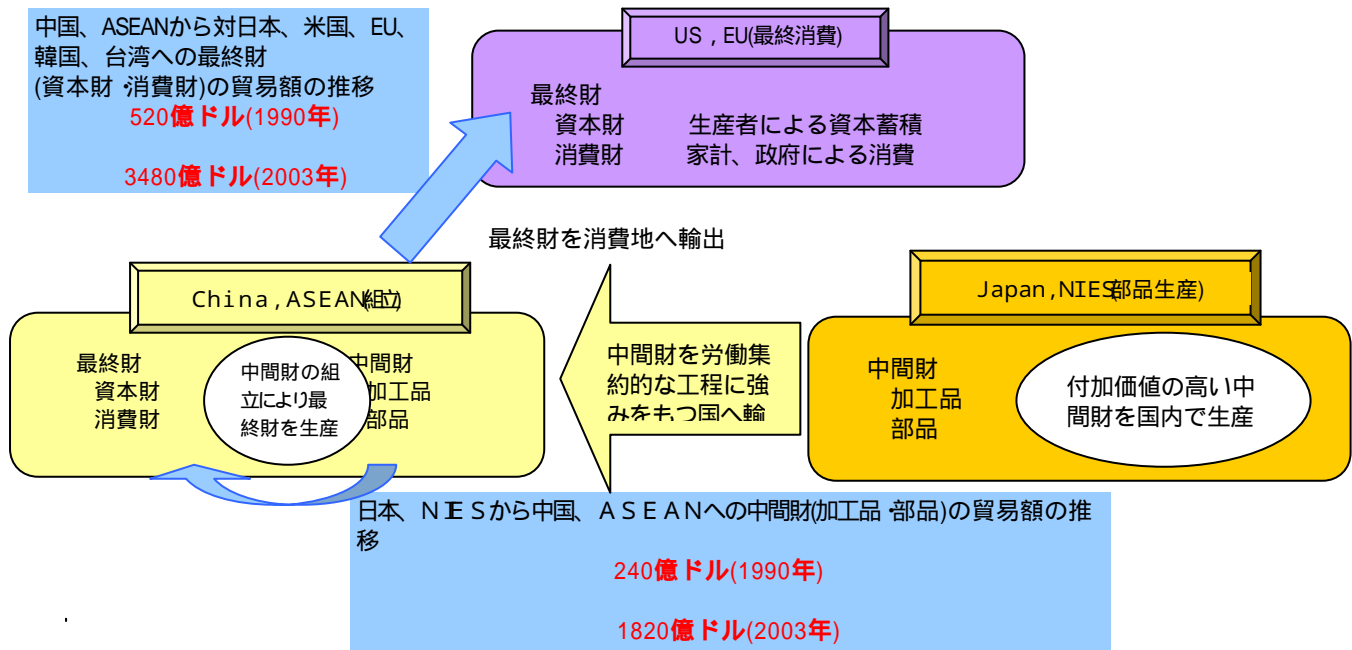 中国、ASEANから対日本、米国、EU、
韓国、台湾への最終財
(資本財・消費財)の貿易額の推移
520億ドル(1990年)
3480億ドル(2003年)
US , EU(最終消費)
最終財
資本財 生産者による資本蓄積
消費財 家計、政府による消費
最終財を消費地へ輸出
China, ASEAN(組立)
最終財
資本財
消費財
中間財の組
立により最
終財を生産
中間財
加工品
部品
中間財を労働集
約的な工程に強
みをもつ国へ輸
Japan, NIES(部品生産)
中間財
加工品
部品
付加価値の高い中
間財を国内で生産
日本、NIESから中国、ASEANへの中間財(加工品・部品)の貿易額の推
移
240億ドル(1990年)
1820億ドル(2003年)